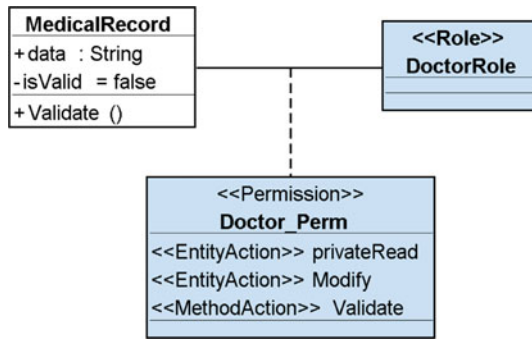 MedicalRecord
+ data : String
- isValid = false
+ Validate ()
<<Role>>
DoctorRole
<<Permission>>
Doctor_Perm
<<EntityAction>> privateRead
<<EntityAction>> Modify
<<MethodAction>> Validate